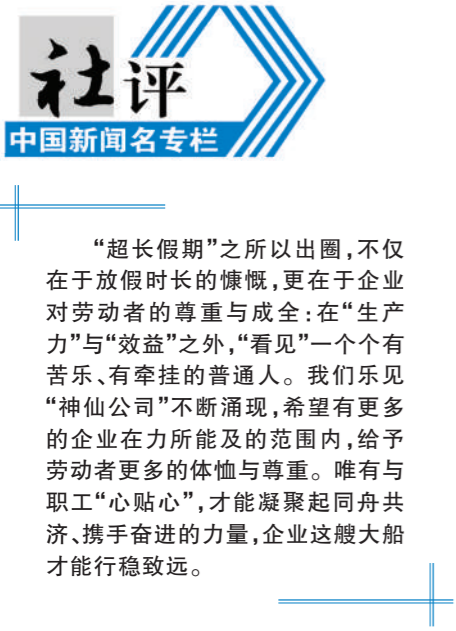 社评
中国新闻名专栏
“超长假期”之所以出圈,不仅
在于放假时长的慷慨,更在于企业
对劳动者的尊重与成全:在“生产
力”与“效益”之外,“看见”一个个有
苦乐、有牵挂的普通人。我们乐见
“神仙公司”不断涌现,希望有更多
的企业在力所能及的范围内,给予
劳动者更多的体恤与尊重。唯有与
职工“心贴心”,才能凝聚起同舟共
济、携手奋进的力量,企业这艘大船
才能行稳致远。